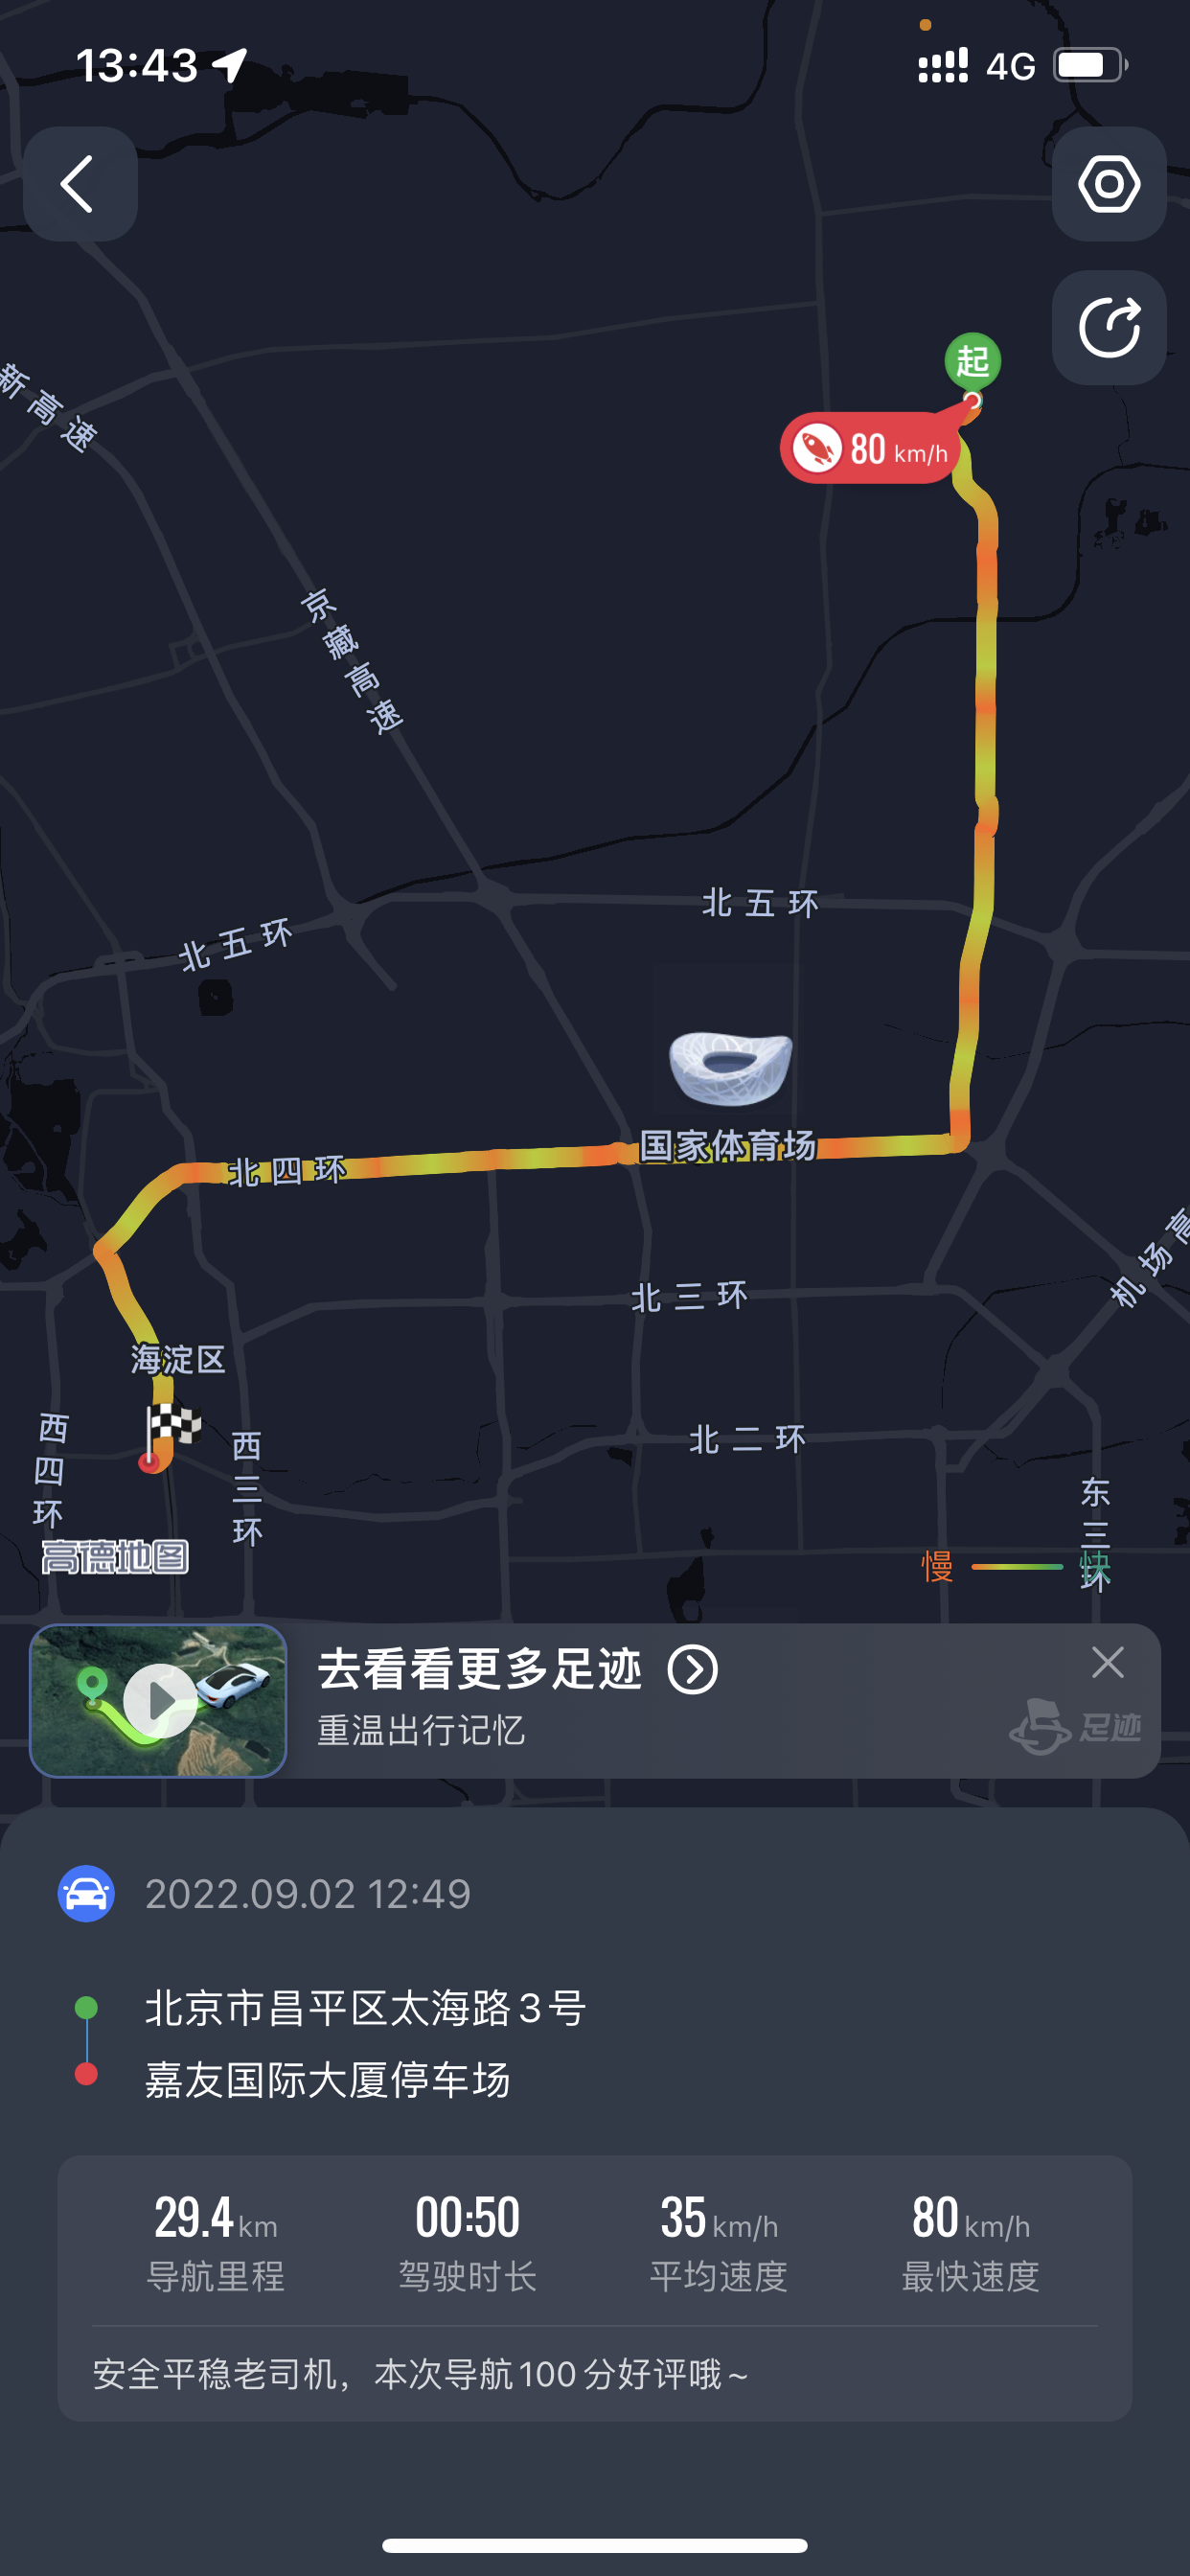 13:43
4G
起
80 km/h
新高速
京藏高速
北五环
北五环
国家体育场
北四环
机场高
北三环
海淀区
西四环
西三环
北二环
东三环
高德地图
慢
快
去看看更多足迹
重温出行记忆
足迹
2022.09.02 12:49
北京市昌平区太海路3号
嘉友国际大厦停车场
29.4 km 00:50 35 km/h 80 km/h
导航里程 驾驶时长 平均速度 最快速度
安全平稳老司机，本次导航100分好评哦~